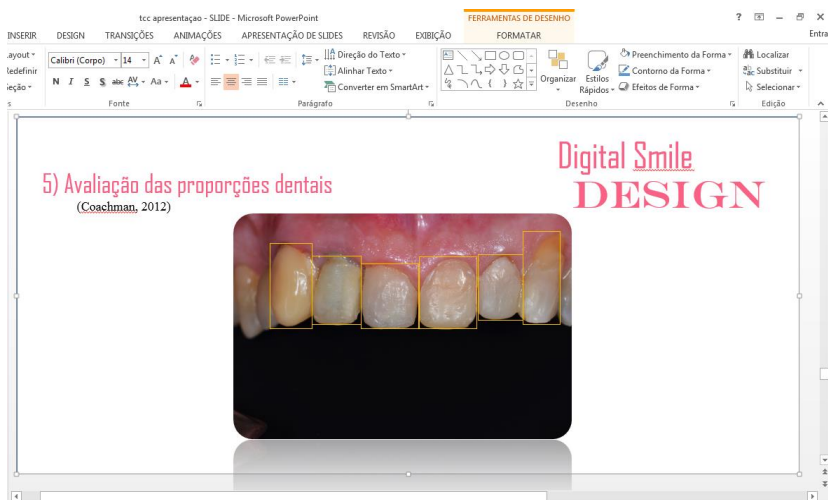 tcc apresentaçao - SLIDE - Microsoft PowerPoint
FERRAMENTAS DE DESENHO
INSERIR DESIGN TRANSIÇÕES ANIMAÇÕES APRESENTAÇÃO DE SLIDES REVISÃO EXIBIÇÃO FORMATAR
Entra
Calibri (Corpo) 14
N I S S abc AV Aa A
Fonte
Direção do Texto
Alinhar Texto
Converter em SmartArt
Parágrafo
Organizar
Estilos
Rápidos
Preenchimento da Forma
Contorno da Forma
Efeitos de Forma
Desenho
Localizar
Substituir
Selecionar
Edição
Digital Smile
DESIGN
5) Avaliação das proporções dentais
(Coachman, 2012)